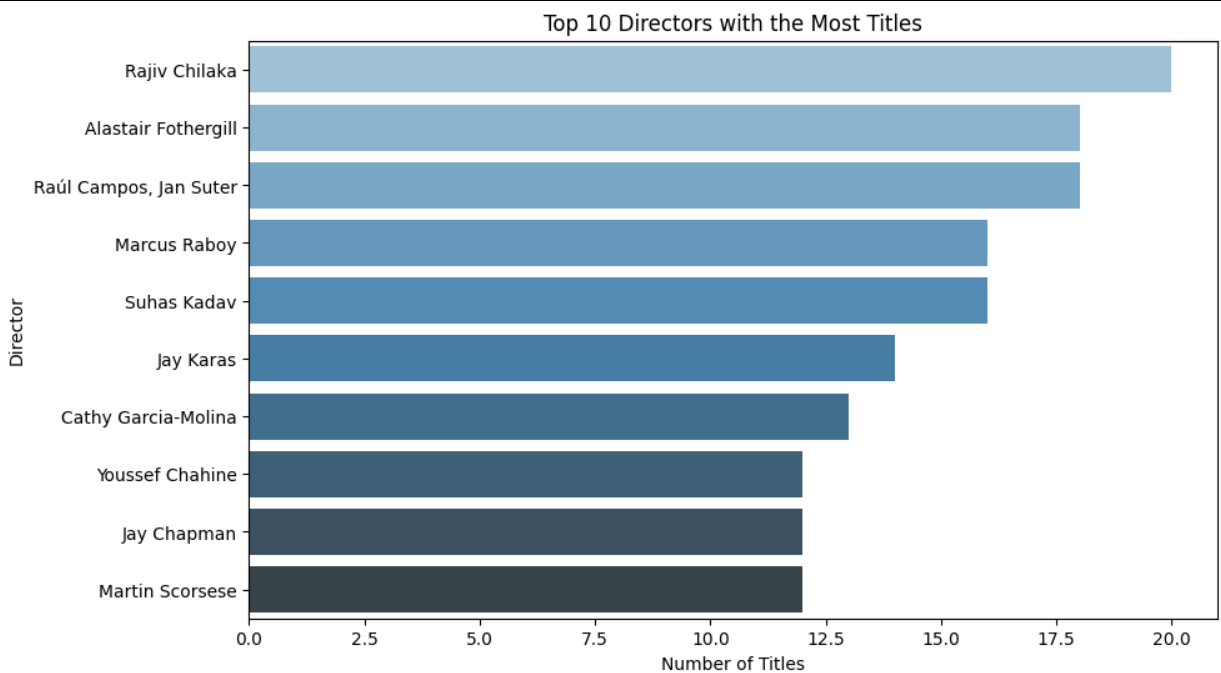 Top 10 Directors with the Most Titles
Rajiv Chilaka
Alastair Fothergill
Raúl Campos, Jan Suter
Marcus Raboy
Suhas Kadav
Jay Karas
Cathy Garcia-Molina
Youssef Chahine
Jay Chapman
Martin Scorsese
Director
0.0 2.5 5.0 7.5 10.0 12.5 15.0 17.5 20.0
Number of Titles